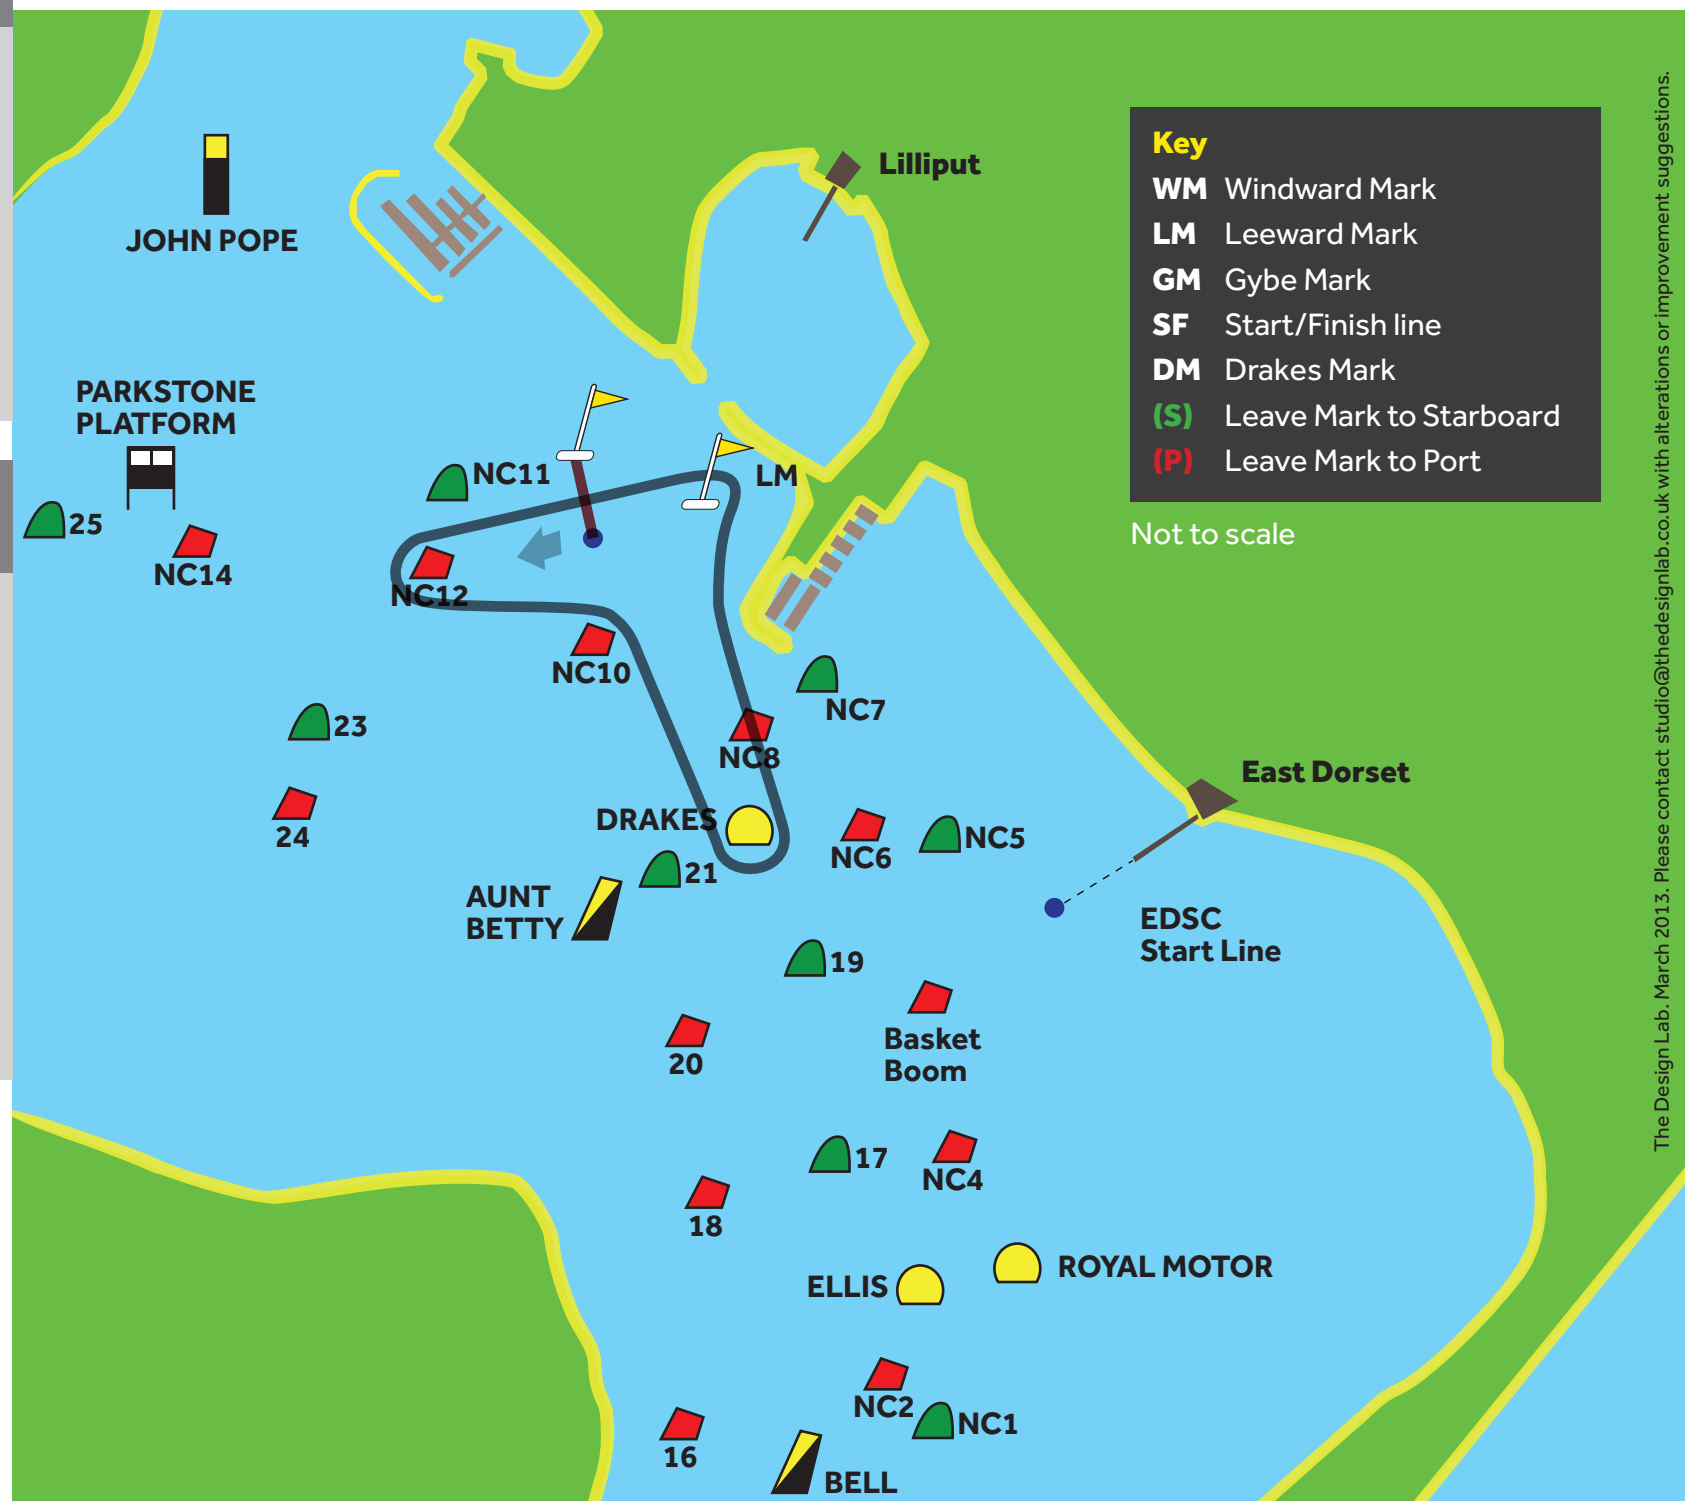 JOHN POPE
Lilliput
Key
WM Windward Mark
LM Leeward Mark
GM Gybe Mark
SF Start/Finish line
DM Drakes Mark
(S) Leave Mark to Starboard
(P) Leave Mark to Port
Not to scale
The Design Lab. March 2013. Please contact studio@thedesignlab.co.uk with alterations or improvement suggestions.
PARKSTONE
PLATFORM
NC11
LM
25
NC14
NC12
NC10
NC7
23
NC8
24
DRAKES
NC6
NC5
East Dorset
21
AUNT
BETTY
EDSC
Start Line
19
20
Basket
Boom
17
NC4
18
ELLIS
ROYAL MOTOR
NC2
NC1
16
BELL